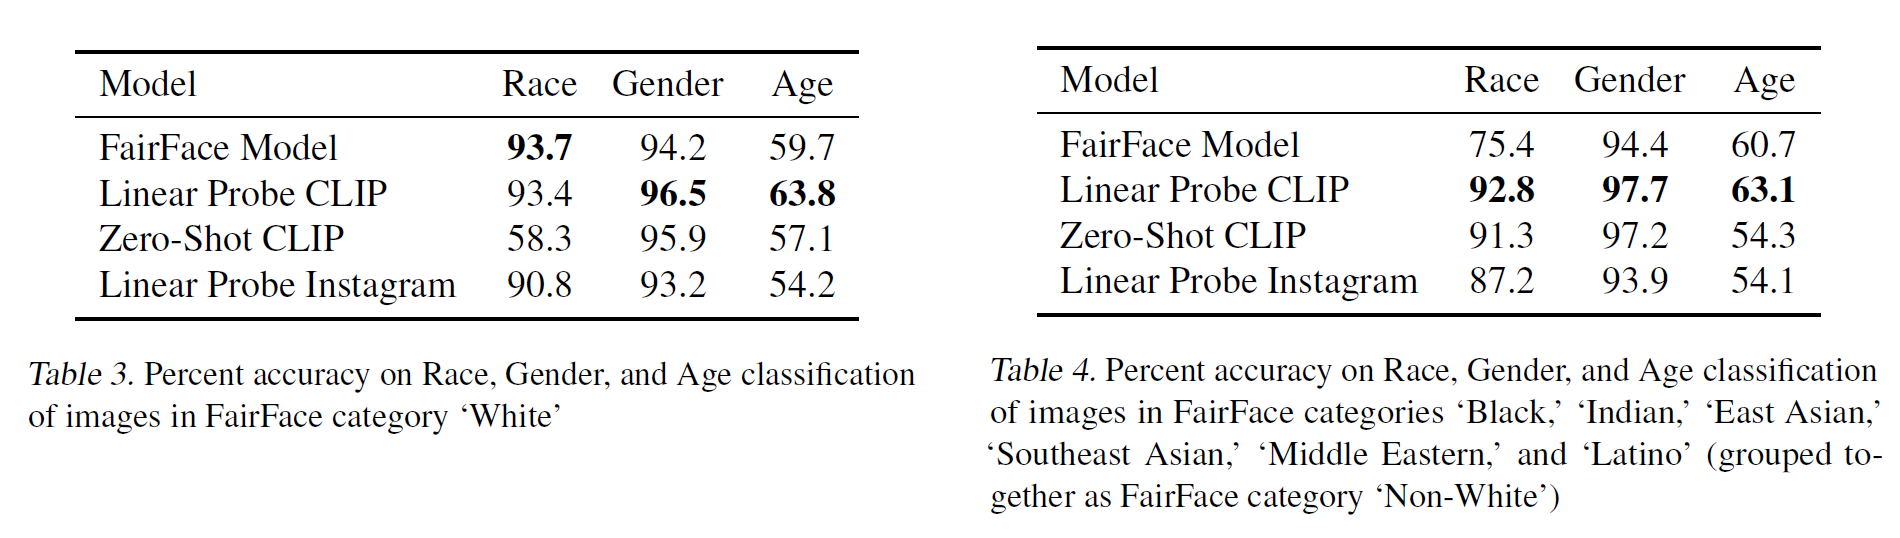 Model Race Gender Age
FairFace Model 93.7 94.2 59.7
Linear Probe CLIP 93.4 96.5 63.8
Zero-Shot CLIP 58.3 95.9 57.1
Linear Probe Instagram 90.8 93.2 54.2
Table 3. Percent accuracy on Race, Gender, and Age classification
of images in FairFace category ‘White’
Model Race Gender Age
FairFace Model 75.4 94.4 60.7
Linear Probe CLIP 92.8 97.7 63.1
Zero-Shot CLIP 91.3 97.2 54.3
Linear Probe Instagram 87.2 93.9 54.1
Table 4. Percent accuracy on Race, Gender, and Age classification
of images in FairFace categories ‘Black,’ ‘Indian,’ ‘East Asian,’
‘Southeast Asian,’ ‘Middle Eastern,’ and ‘Latino’ (grouped to-
gether as FairFace category ‘Non-White’)